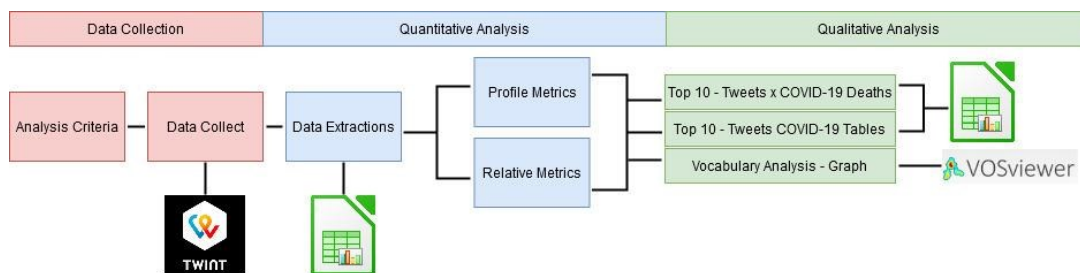 Data Collection
Quantitative Analysis
Qualitative Analysis
Analysis Criteria
Data Collect
Data Extractions
Profile Metrics
Relative Metrics
Top 10 - Tweets x COVID-19 Deaths
Top 10 - Tweets COVID-19 Tables
Vocabulary Analysis - Graph
VOSviewer
TWINT